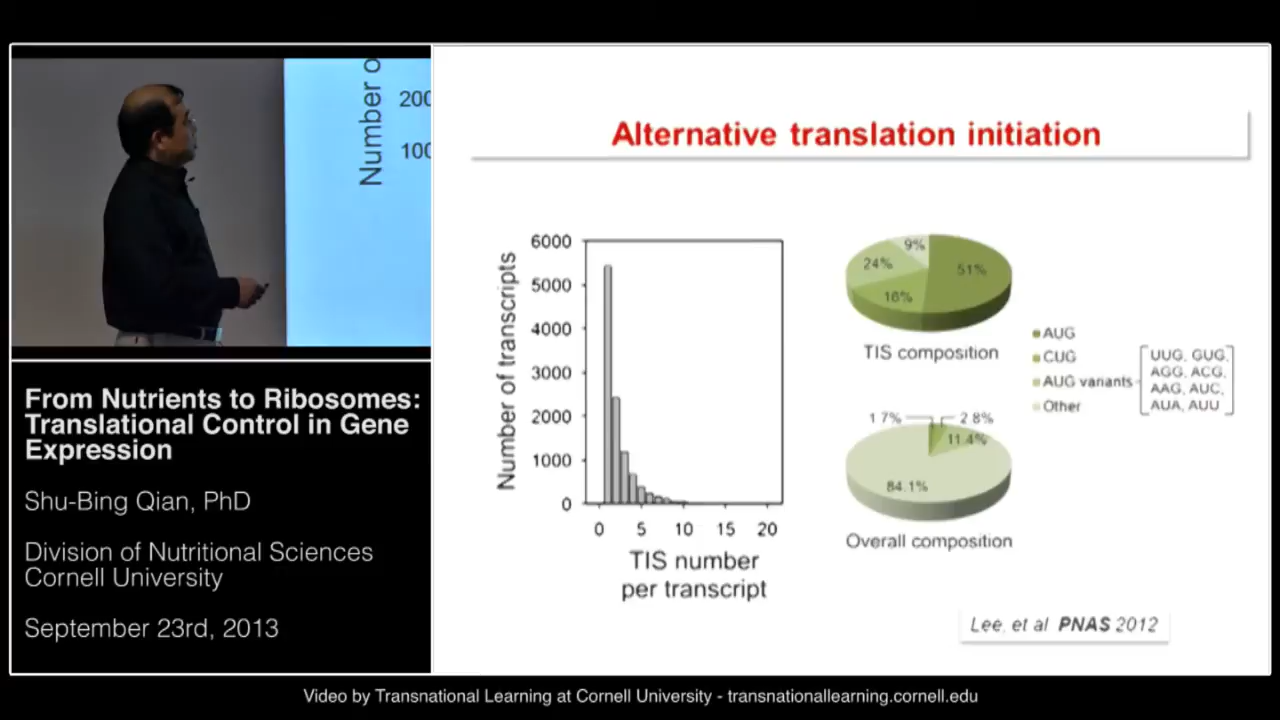 Number o
200
100
From Nutrients to Ribosomes:
Translational Control in Gene
Expression
Shu-Bing Qian, PhD
Division of Nutritional Sciences
Cornell University
September 23rd, 2013
Alternative translation initiation
Number of transcripts
6000
5000
4000
3000
2000
1000
0
0 5 10 15 20
TIS number
per transcript
9%
24%
51%
16%
TIS composition
AUG
CUG
AUG variants
Other
UUG, GUG,
AGG, ACG,
AAG, AUC,
AUA, AUU
1.7%
2.8%
11.4%
84.1%
Overall composition
Lee, et al PNAS 2012
Video by Transnational Learning at Cornell University - transnationallearning.cornell.edu